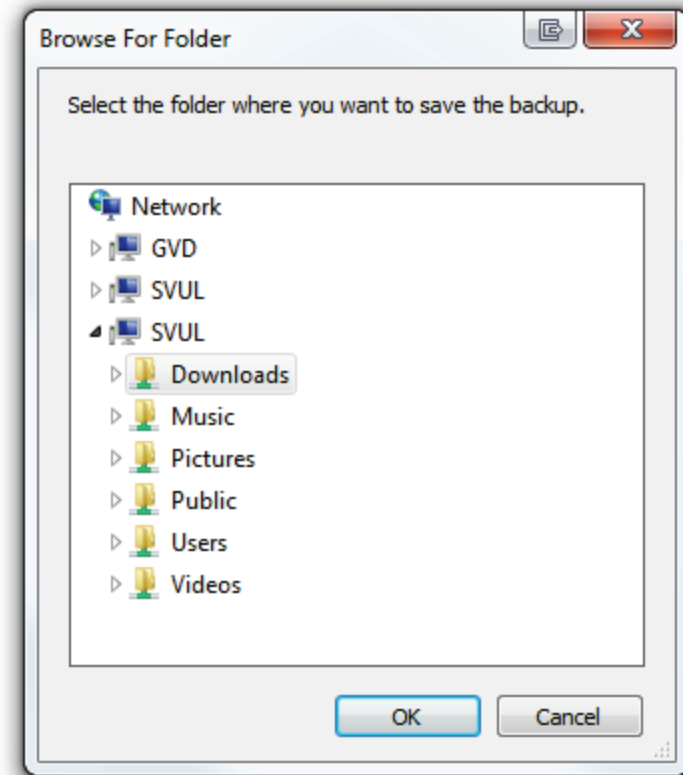 Browse For Folder
Select the folder where you want to save the backup.
Network
GVD
SVUL
SVUL
Downloads
Music
Pictures
Public
Users
Videos
OK Cancel